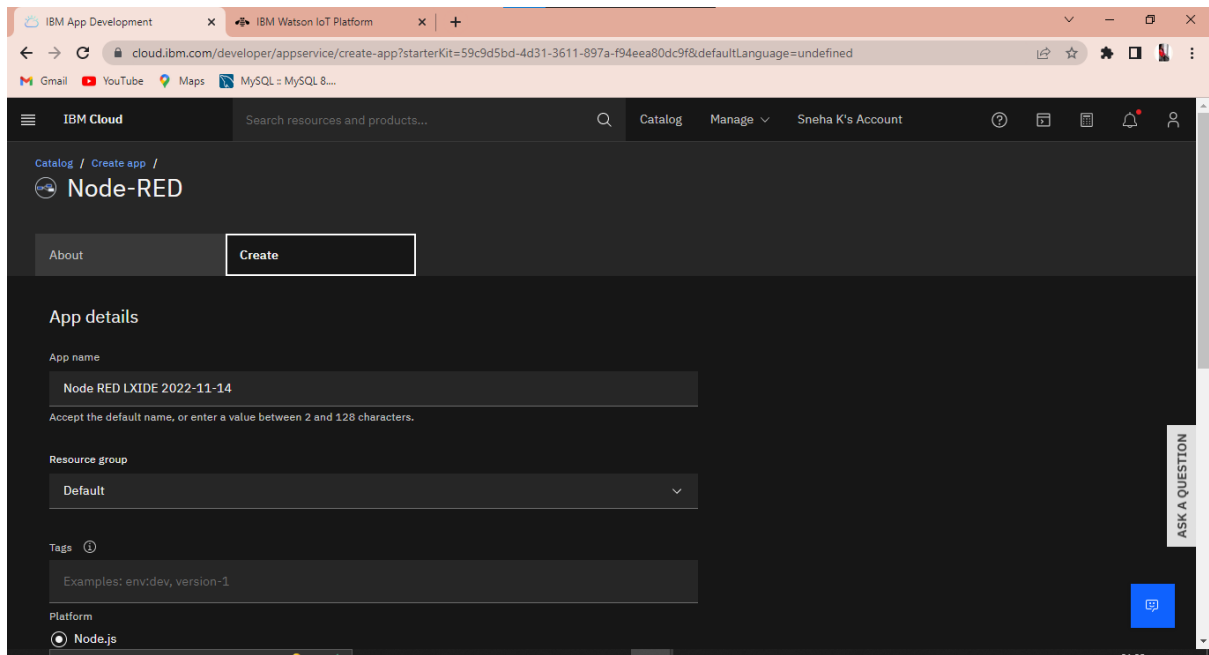 IBM App Development
IBM Watson IoT Platform
cloud.ibm.com/developer/appservice/create-app?starterKit=59c9d5bd-4d31-3611-897a-f94eea80dc9f&defaultLanguage=undefined
Gmail YouTube Maps MySQL :: MySQL 8....
IBM Cloud Search resources and products... Catalog Manage Sneha K's Account
Catalog / Create app /
Node-RED
About Create
App details
App name
Node RED LXIDE 2022-11-14
Accept the default name, or enter a value between 2 and 128 characters.
Resource group
Default
Tags
Examples: env:dev, version-1
Platform
Node.js
ASK A QUESTION